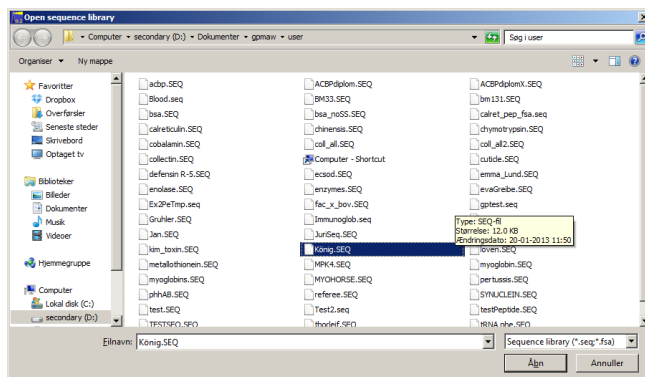 Open sequence library
Computer secondary (D:) Dokumenter gpmaw user
Søg i user
Organiser Ny mappe
Favoritter
Dropbox
Overførsler
Seneste steder
Skrivebord
Optaget tv
Biblioteker
Billeder
Dokumenter
Musik
Videoer
Hjemmegruppe
Computer
Lokal disk (C:)
secondary (D:)
acbp.SEQ ACBPdiplom.SEQ ACBPdiplomX.SEQ
Blood.seq BM33.SEQ bm131.SEQ
bsa.SEQ bsa_noSS.SEQ calret_pep_fsa.seq
calreticulin.SEQ chinensis.SEQ chymotrypsin.SEQ
cobalamin.SEQ coll_all.SEQ coll_all2.SEQ
collectin.SEQ Computer - Shortcut cuticle.SEQ
defensin R-5.SEQ ecsod.SEQ emma_Lund.SEQ
enolase.SEQ enzymes.SEQ evaGreibe.SEQ
Ex2PeTmp.seq fac_x_bov.SEQ gptest.seq
Gruhler.SEQ Immunoglob.seq
Jan.SEQ JuriSeq.SEQ
kim_toxin.SEQ König.SEQ loven.SEQ
Type: SEQ-fil
Størrelse: 12.0 KB
Ændringsdato: 20-01-2013 11:50
metallothionein.SEQ MPK4.SEQ myoglobin.SEQ
myoglobins.SEQ MYOHORSE.SEQ pertussis.SEQ
phhAB.SEQ referee.SEQ SYNUCLEIN.SEQ
test.SEQ Test2.seq testPeptide.SEQ
TESTSEQ.SEQ thorleif.SEQ tRNA phe.SEQ
Filnavn: König.SEQ Sequence library (*.seq;*.fsa)
Åbn Annuller